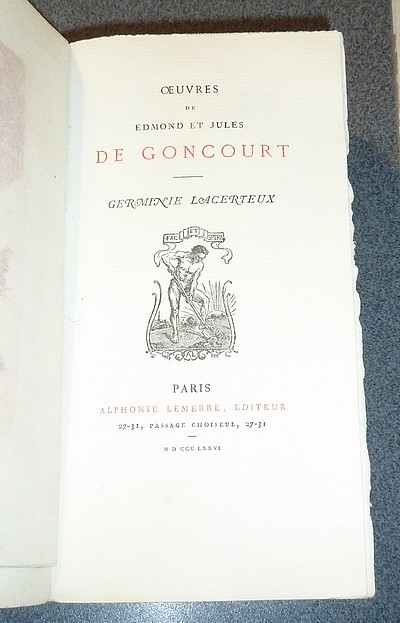 ŒUVRES
DE
EDMOND ET JULES
DE GONCOURT
GERMINIE LACERTEUX
FAC ET SPERA
AL
PARIS
ALPHONSE LEMERRE, EDITEUR
27-31, PASSAGE CHOISEUL, 27-31
M D CCC LXXVI